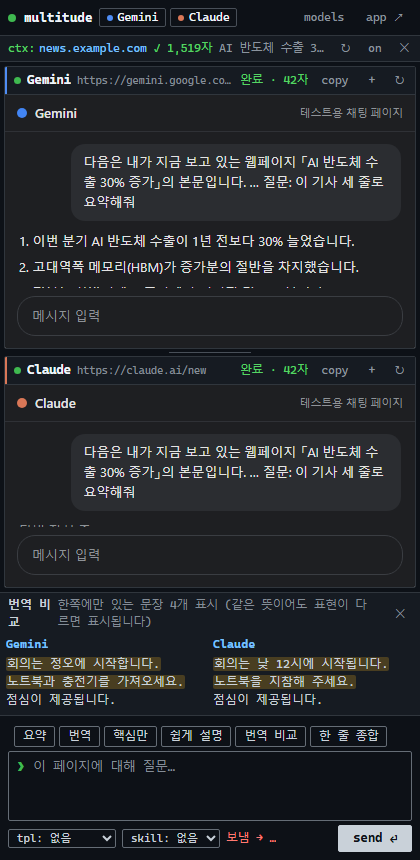 multitude Gemini Claude models app ↗
ctx: news.example.com ✓ 1,519자 AI 반도체 수출 3… ↻ on ×
Gemini https://gemini.google.co… 완료 · 42자 copy + ↻
Gemini 테스트용 채팅 페이지
다음은 내가 지금 보고 있는 웹페이지 「AI 반도체 수
출 30% 증가」의 본문입니다. … 질문: 이 기사 세 줄로
요약해줘
1. 이번 분기 AI 반도체 수출이 1년 전보다 30% 늘었습니다.
2. 고대역폭 메모리(HBM)가 증가분의 절반을 차지했습니다.
메시지 입력
Claude https://claude.ai/new 완료 · 42자 copy + ↻
Claude 테스트용 채팅 페이지
다음은 내가 지금 보고 있는 웹페이지 「AI 반도체 수
출 30% 증가」의 본문입니다. … 질문: 이 기사 세 줄로
요약해줘
메시지 입력
번역 비교 한쪽에만 있는 문장 4개 표시 (같은 뜻이어도 표현이 다
르면 표시됩니다) ×
Gemini
회의는 정오에 시작합니다.
노트북과 충전기를 가져오세요.
점심이 제공됩니다.
Claude
회의는 낮 12시에 시작됩니다.
노트북을 지참해 주세요.
점심이 제공됩니다.
요약 번역 핵심만 쉽게 설명 번역 비교 한 줄 종합
❯ 이 페이지에 대해 질문…
tpl: 없음 skill: 없음 보냄 → … send ↵